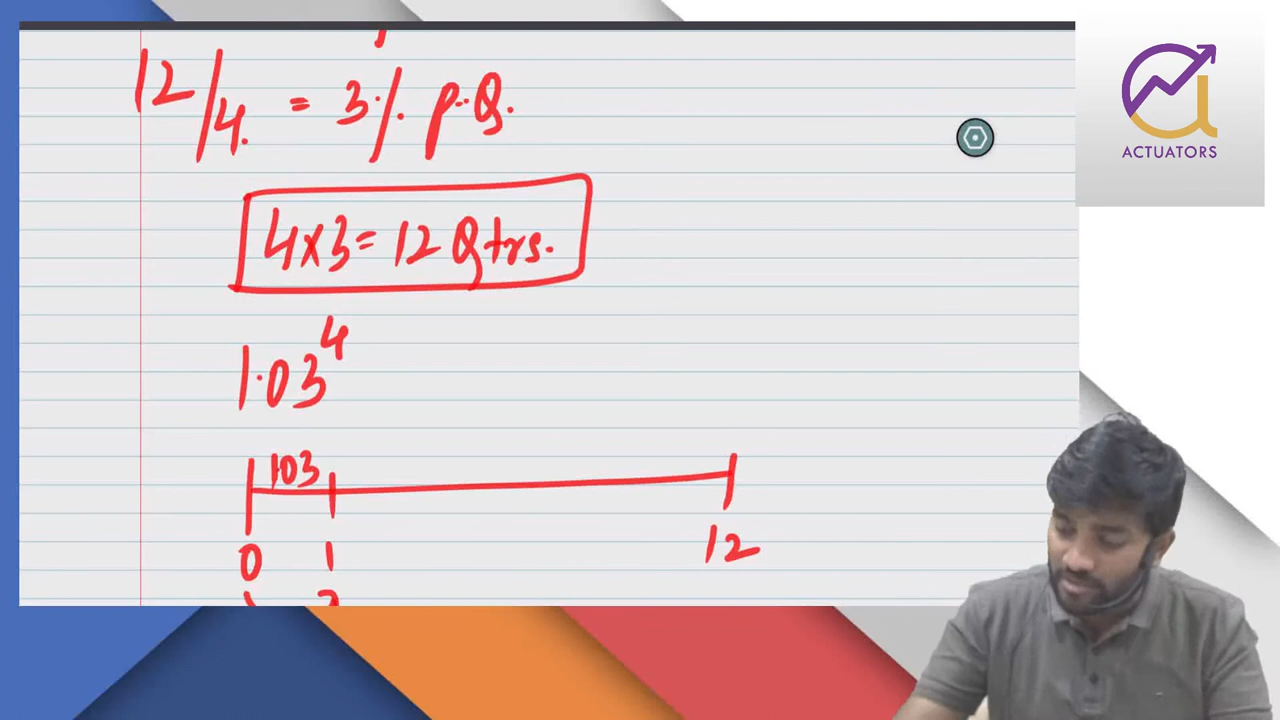 12/4. = 3% p.Q.
4x3 = 12 Qtrs.
1.03^4
1.03
0 1 12
ACTUATORS